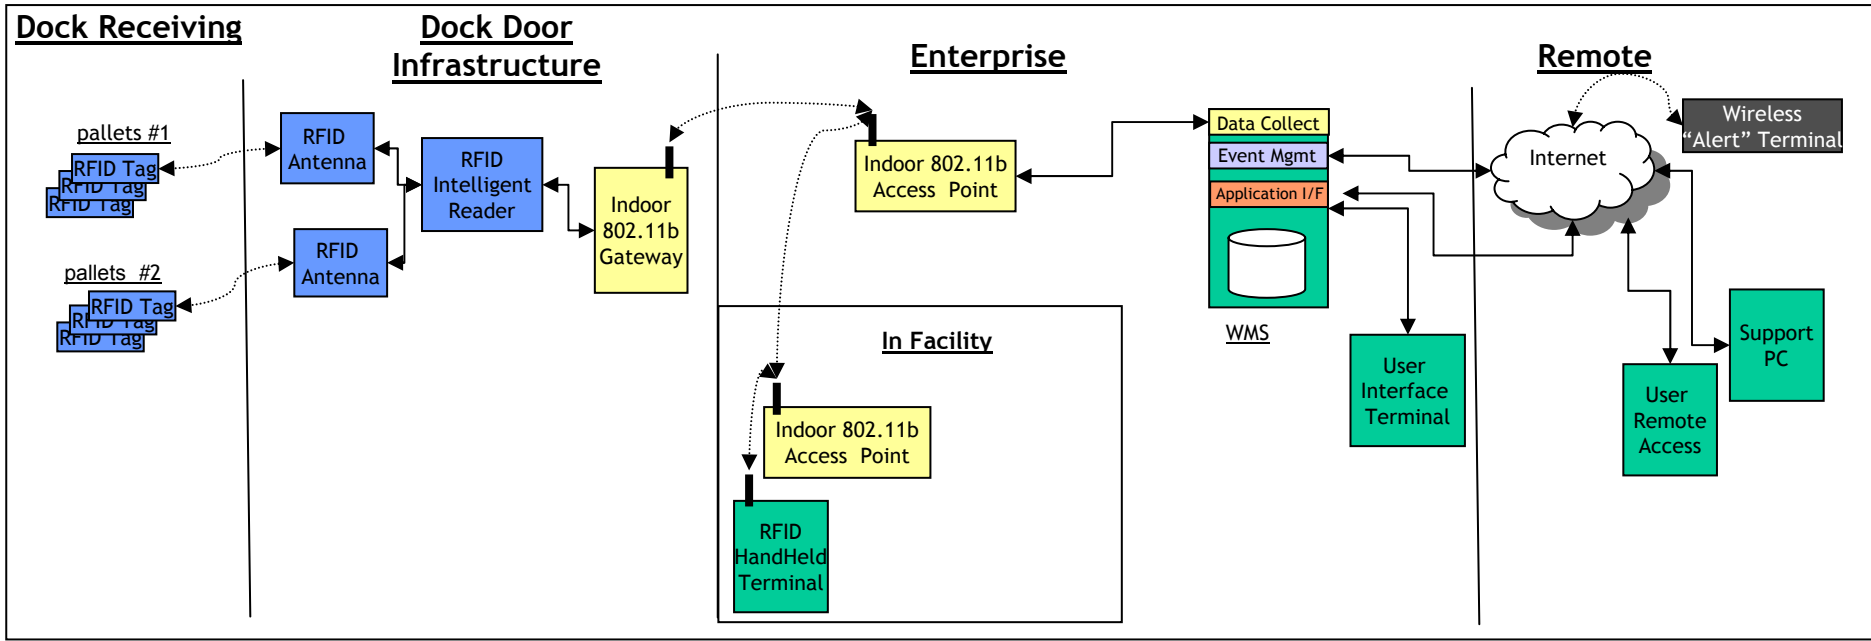 Dock Receiving
Dock Door
Infrastructure
Enterprise
Remote
pallets #1
RFID Tag
RFID Tag
RFID Tag
pallets #2
RFID Tag
RFID Tag
RFID Tag
RFID
Antenna
RFID
Antenna
RFID
Intelligent
Reader
Indoor
802.11b
Gateway
Indoor 802.11b
Access Point
Data Collect
Event Mgmt
Application I/F
WMS
In Facility
Indoor 802.11b
Access Point
RFID
HandHeld
Terminal
User
Interface
Terminal
Internet
Wireless
“Alert” Terminal
Support
PC
User
Remote
Access